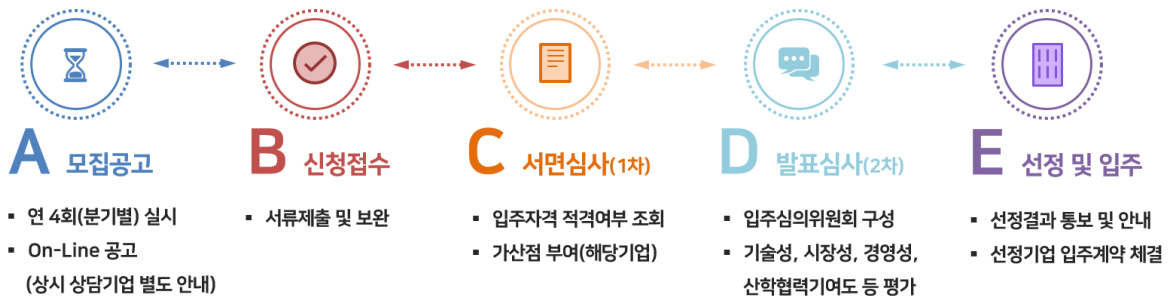 A 모집공고
▪ 연 4회(분기별) 실시
▪ On-Line 공고
(상시 상담기업 별도 안내)
B 신청접수
▪ 서류제출 및 보완
C 서면심사(1차)
▪ 입주자격 적격여부 조회
▪ 가산점 부여(해당기업)
D 발표심사(2차)
▪ 입주심의위원회 구성
▪ 기술성, 시장성, 경영성,
산학협력기여도 등 평가
E 선정 및 입주
▪ 선정결과 통보 및 안내
▪ 선정기업 입주계약 체결